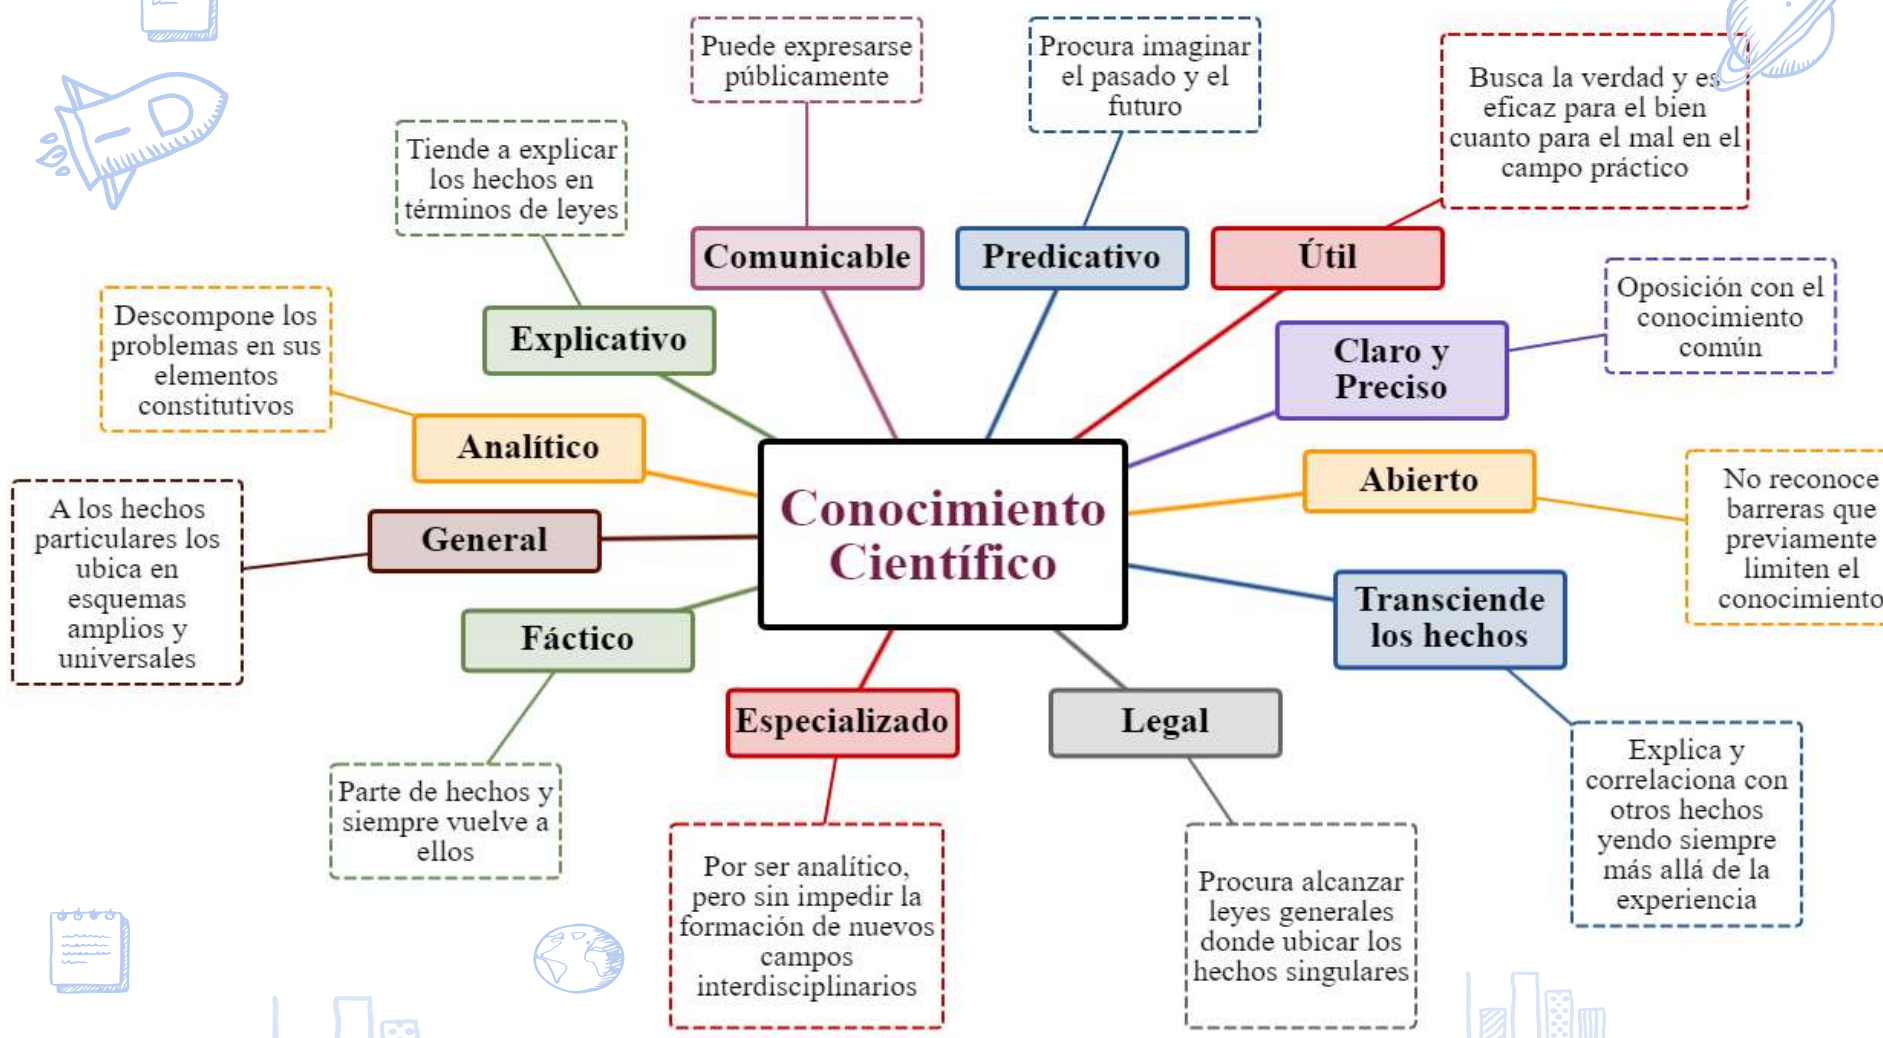 Puede expresarse
públicamente
Procura imaginar
el pasado y el
futuro
Busca la verdad y es
eficaz para el bien
cuanto para el mal en el
campo práctico
Tiende a explicar
los hechos en
términos de leyes
Comunicable
Predicativo
Útil
Oposición con el
conocimiento
común
Descompone los
problemas en sus
elementos
constitutivos
Explicativo
Claro y
Preciso
Analítico
Abierto
No reconoce
barreras que
previamente
limiten el
conocimiento
Conocimiento
Científico
A los hechos
particulares los
ubica en
esquemas
amplios y
universales
General
Transciende
los hechos
Fáctico
Especializado
Legal
Parte de hechos y
siempre vuelve a
ellos
Explica y
correlaciona con
otros hechos
yendo siempre
más allá de la
experiencia
Por ser analítico,
pero sin impedir la
formación de nuevos
campos
interdisciplinarios
Procura alcanzar
leyes generales
donde ubicar los
hechos singulares